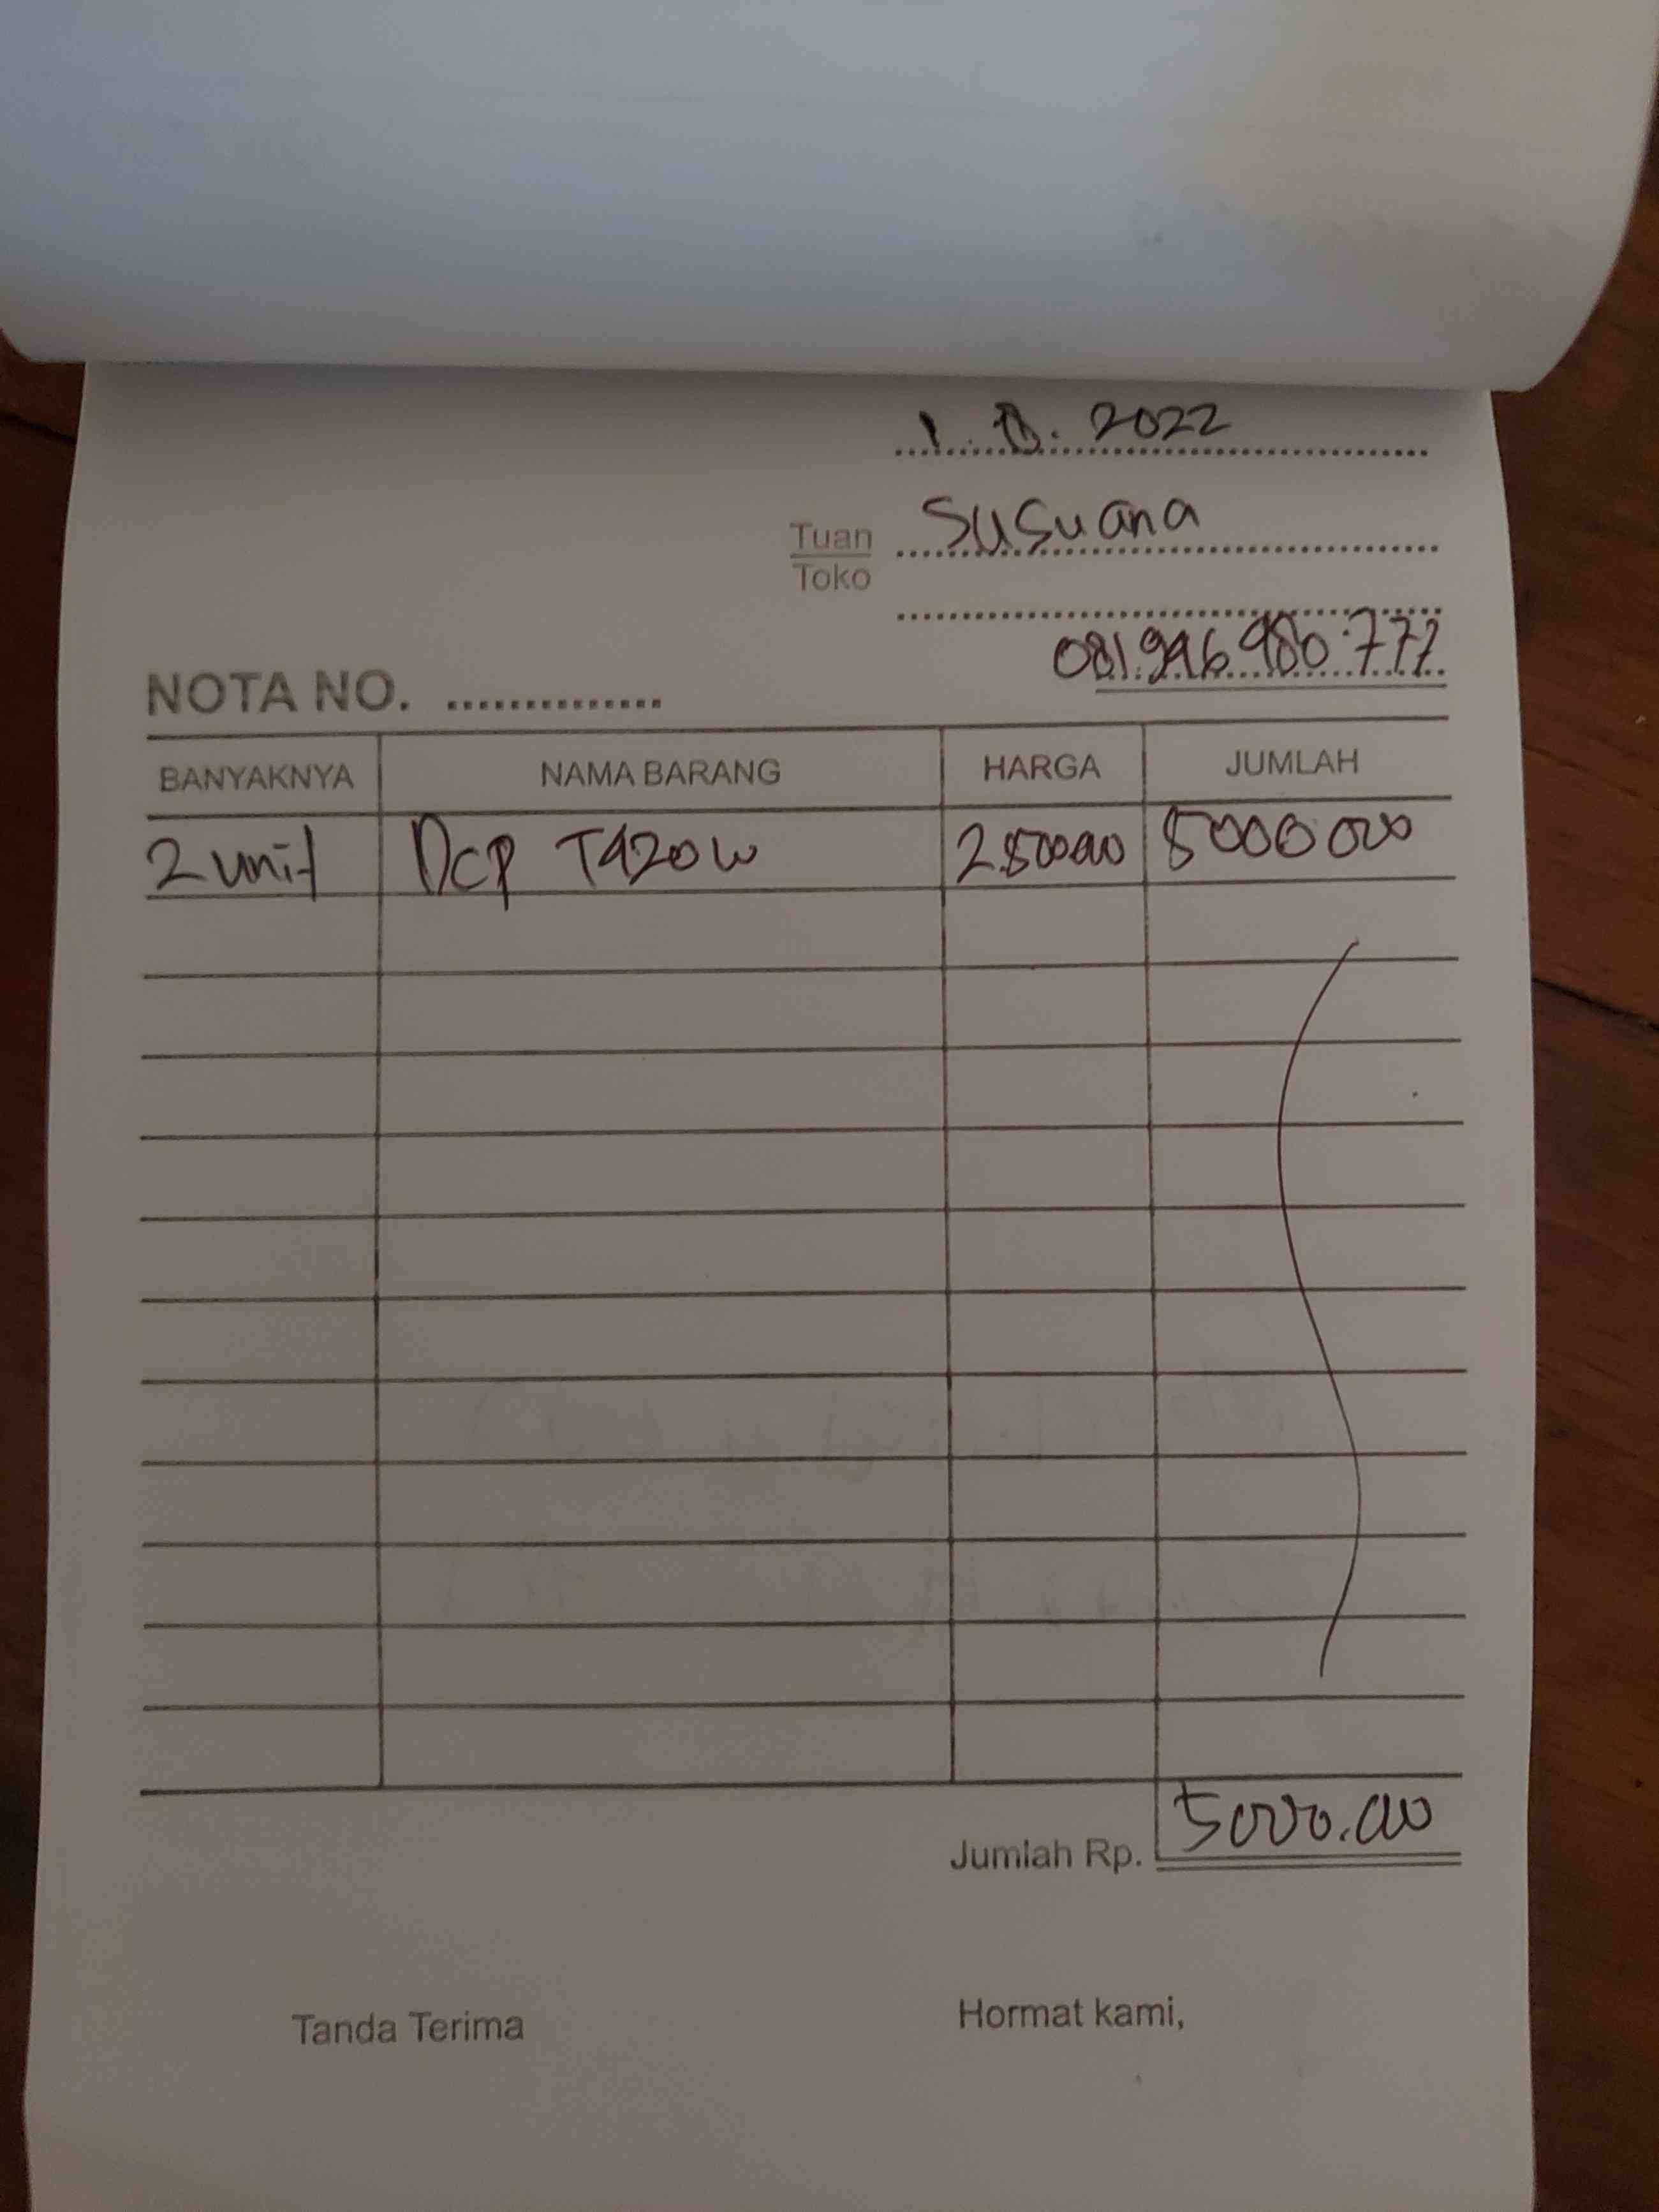 1. 2022
Tuan Susuana
Toko
081.996.980.777
NOTA NO. ..............
BANYAKNYA NAMA BARANG HARGA JUMLAH
2 unit DCP T420W 2.500.000 5000 000
Jumlah Rp. 5000.000
Tanda Terima Hormat kami,